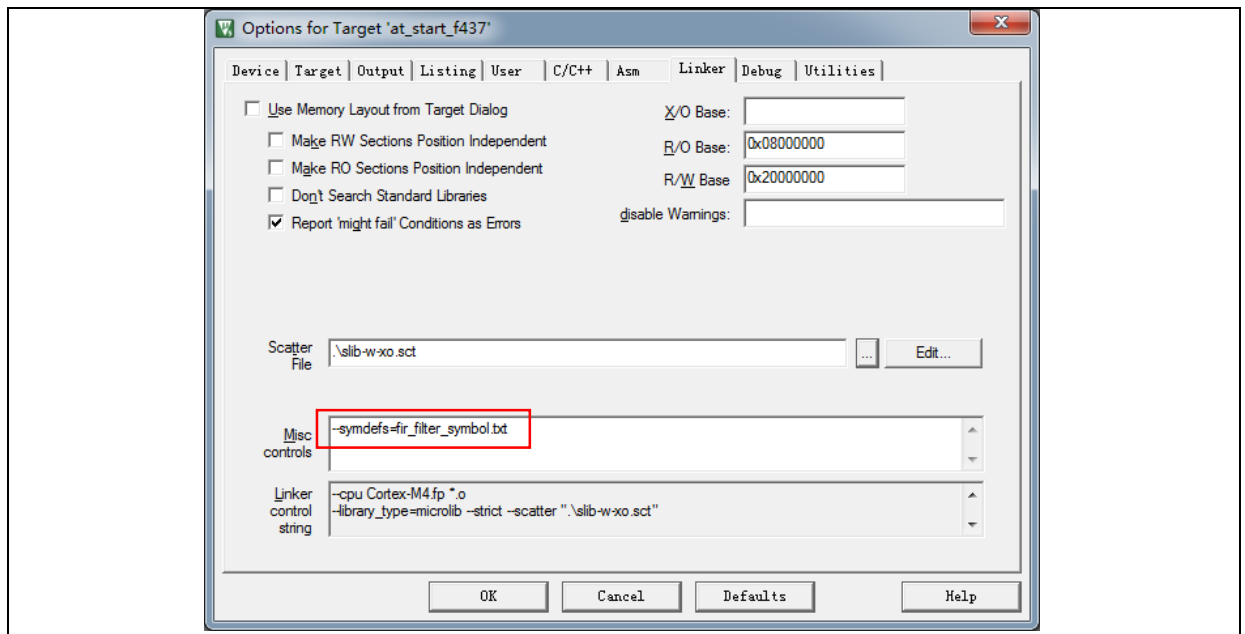 Options for Target 'at_start_f437'
Device Target Output Listing User C/C++ Asm Linker Debug Utilities
Use Memory Layout from Target Dialog
X/O Base:
Make RW Sections Position Independent
R/O Base: 0x08000000
Make RO Sections Position Independent
R/W Base 0x20000000
Don't Search Standard Libraries
disable Warnings:
Report 'might fail' Conditions as Errors
Scatter File
.\slib-w-xo.sct
...
Edit...
Misc controls
--symdefs=fir_filter_symbol.txt
Linker control string
--cpu Cortex-M4.fp *.o
--library_type=microlib --strict --scatter ".\slib-w-xo.sct"
OK Cancel Defaults Help